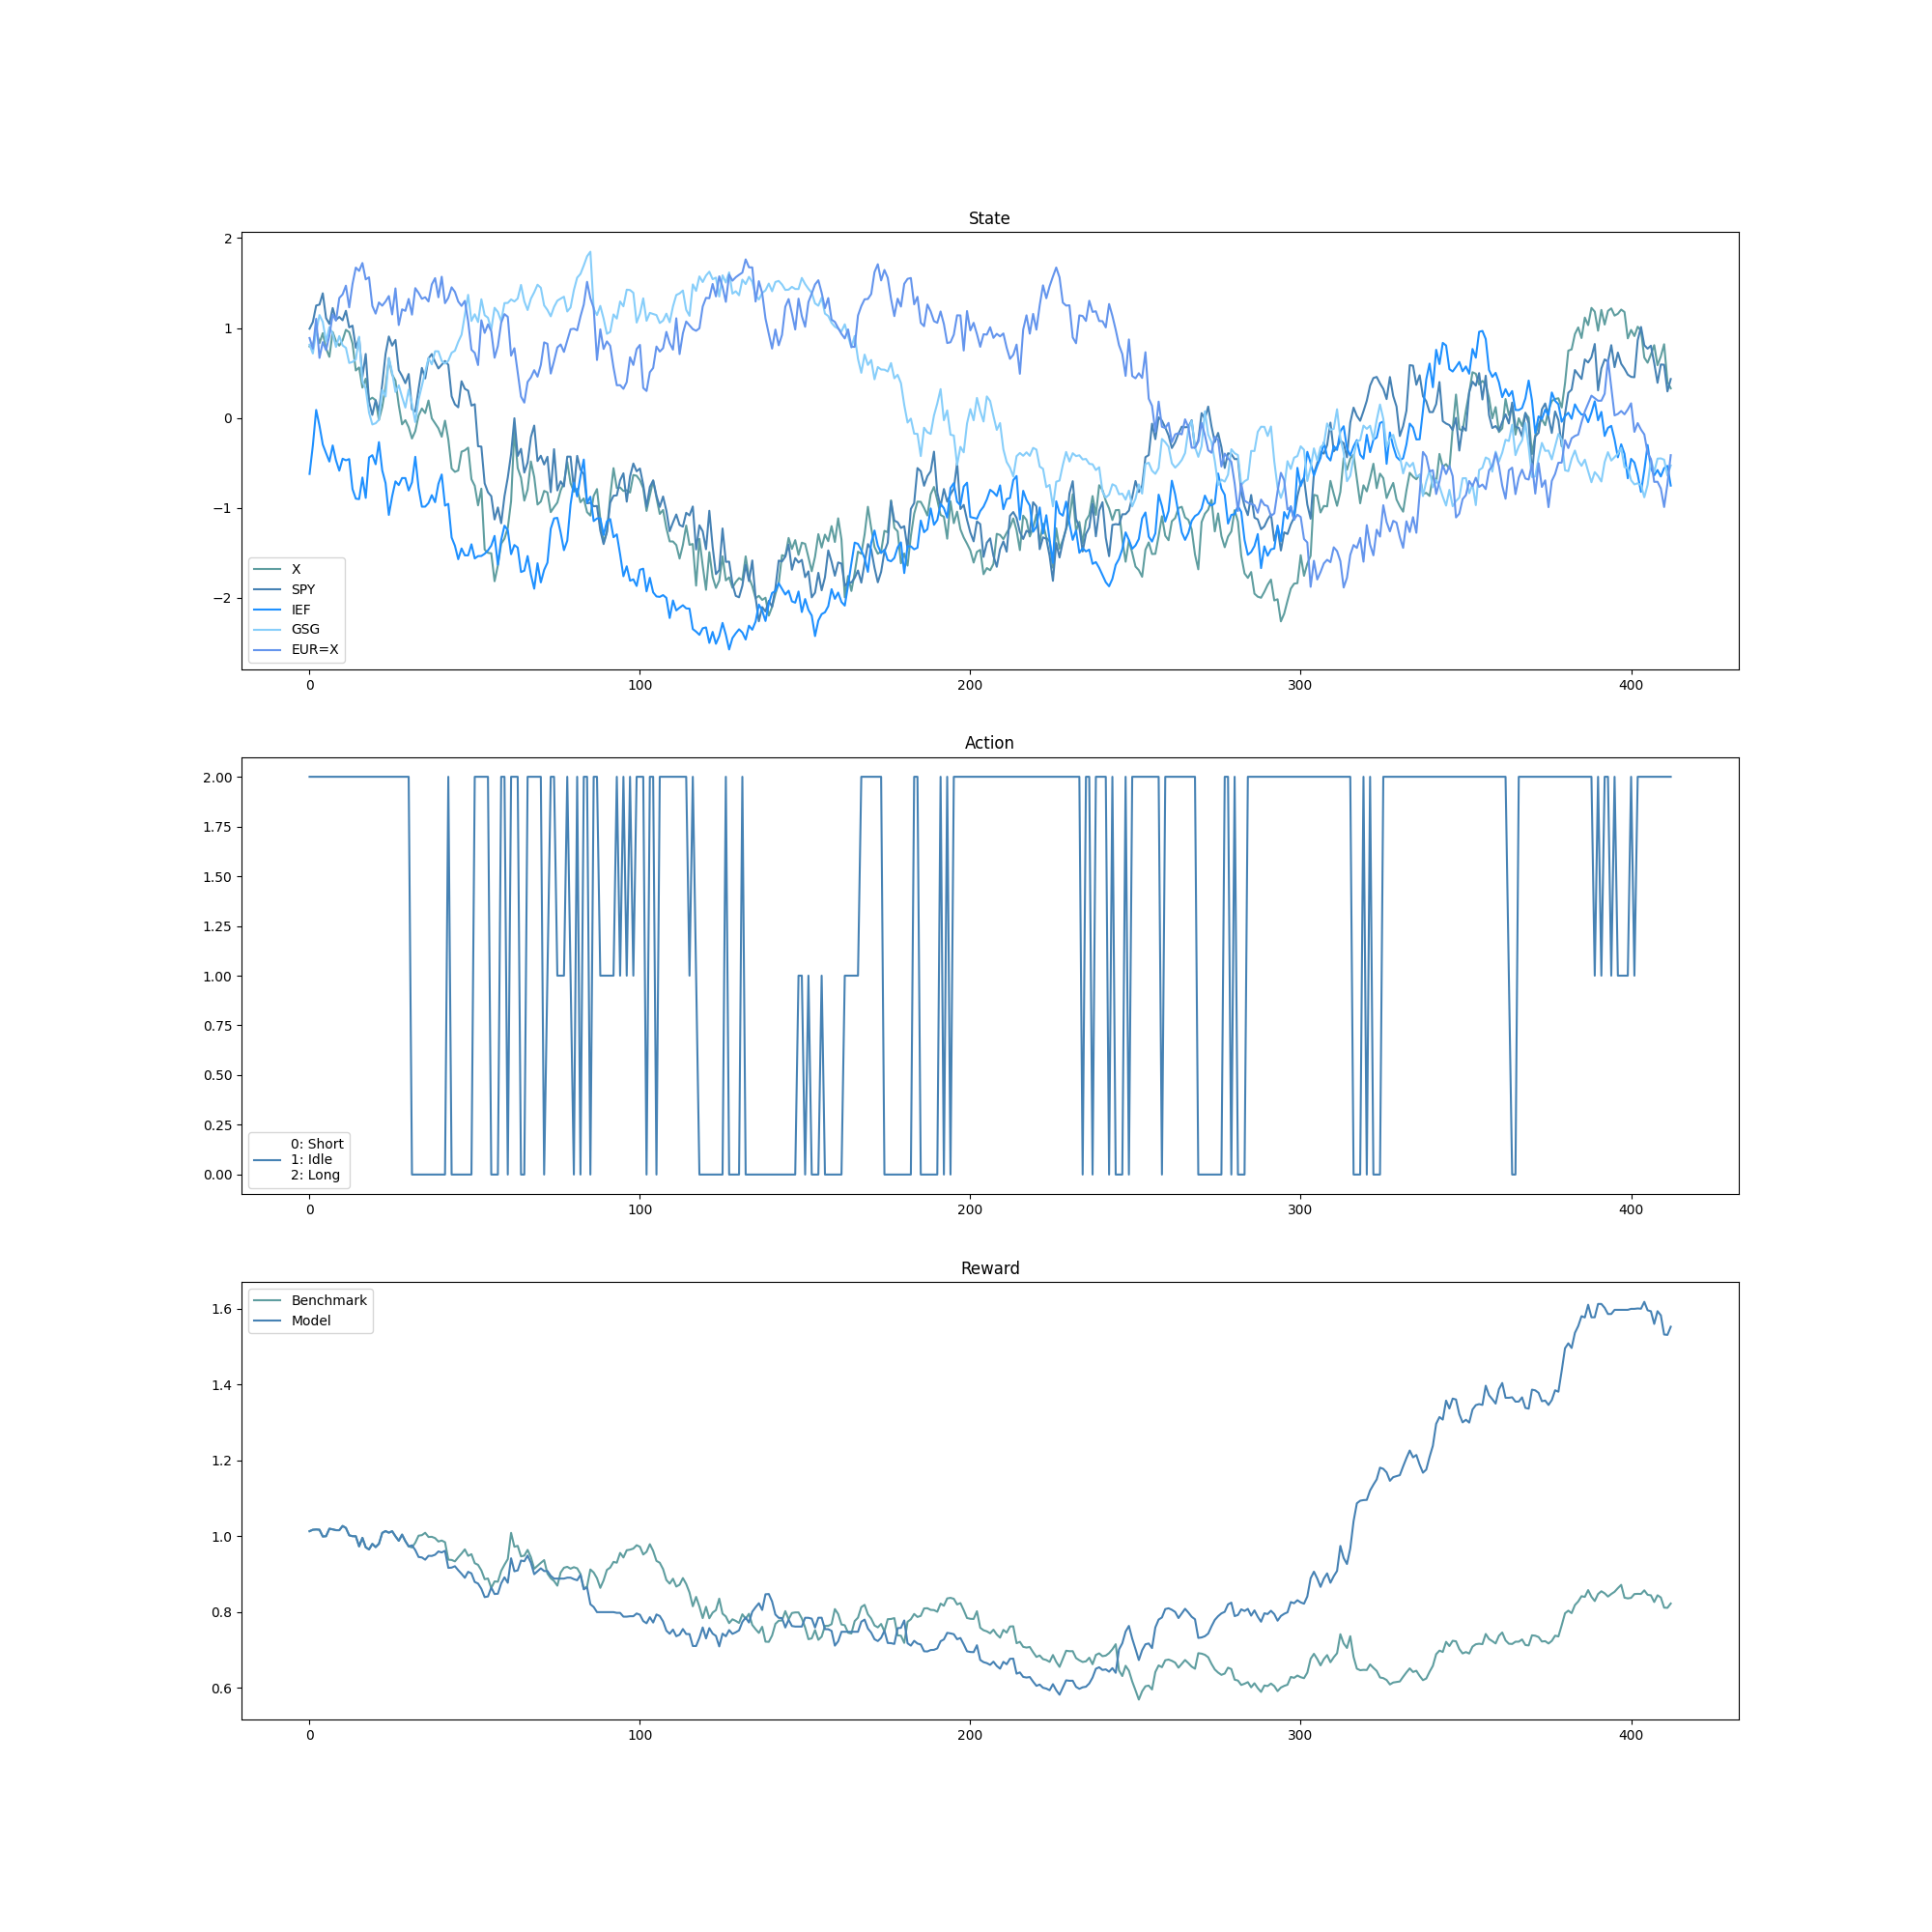 State
2
1
0
−1
−2
X
SPY
IEF
GSG
EUR=X
0 100 200 300 400
Action
2.00
1.75
1.50
1.25
1.00
0.75
0.50
0.25
0.00
0: Short
1: Idle
2: Long
0 100 200 300 400
Reward
Benchmark
Model
1.6
1.4
1.2
1.0
0.8
0.6
0 100 200 300 400